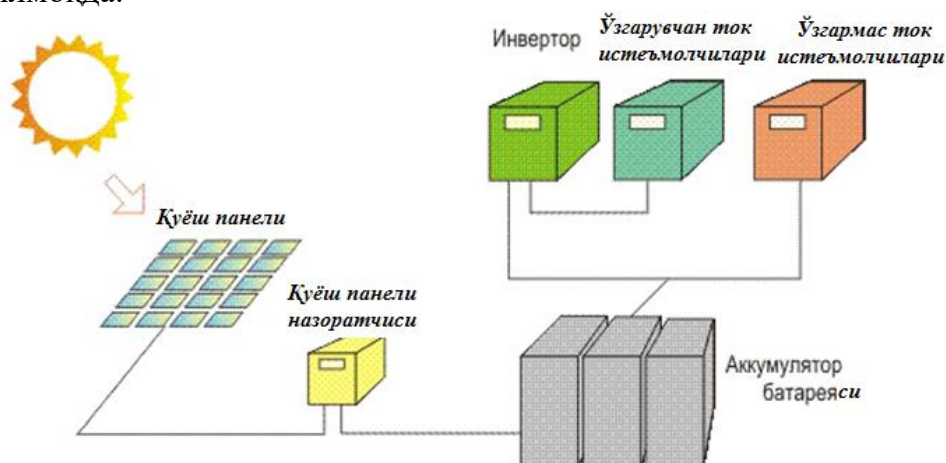 Инвертор
Ўзгарувчан ток
истеъмолчилари
Ўзгармас ток
истеъмолчилари
Қуёш панели
Қуёш панели
назоратчиси
Аккумулятор
батареяси